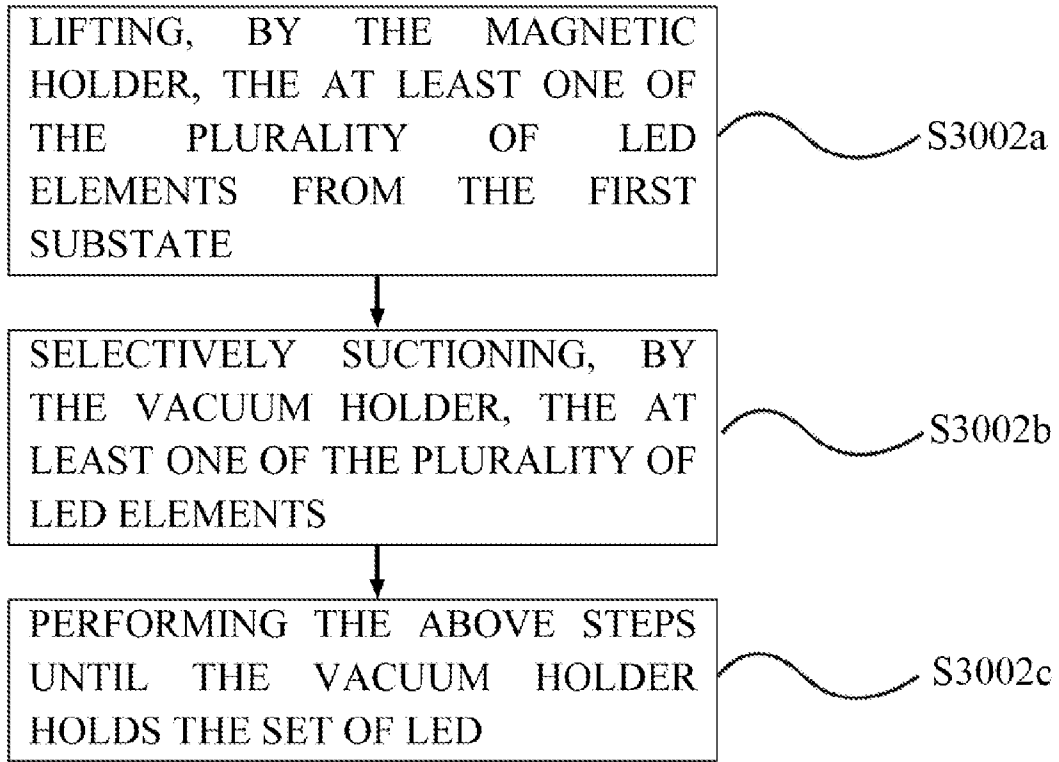 LIFTING, BY THE MAGNETIC
HOLDER, THE AT LEAST ONE OF
THE PLURALITY OF LED
ELEMENTS FROM THE FIRST
SUBSTATE
S3002a
SELECTIVELY SUCTIONING, BY
THE VACUUM HOLDER, THE AT
LEAST ONE OF THE PLURALITY OF
LED ELEMENTS
S3002b
PERFORMING THE ABOVE STEPS
UNTIL THE VACUUM HOLDER
HOLDS THE SET OF LED
S3002c